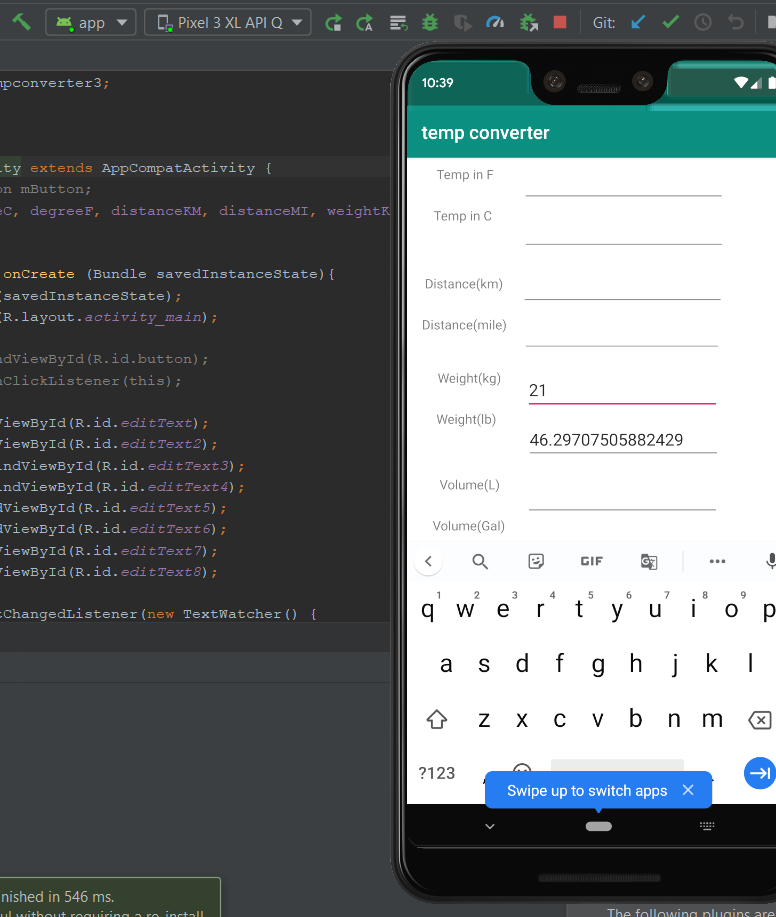 app
Pixel 3 XL API Q
Git:
npconverter3;
ity extends AppCompatActivity {
on mButton;
eC, degreeF, distanceKM, distanceMI, weightK
onCreate (Bundle savedInstanceState){
(savedInstanceState);
(R.layout.activity_main);
ndViewById(R.id.button);
nClickListener(this);
ViewById(R.id.editText);
ViewById(R.id.editText2);
indViewById(R.id.editText3);
indViewById(R.id.editText4);
dViewById(R.id.editText5);
dViewById(R.id.editText6);
ViewById(R.id.editText7);
ViewById(R.id.editText8);
tChangedListener(new TextWatcher() {
nished in 546 ms.
ul without requiring a re-install.
10:39
temp converter
Temp in F
Temp in C
Distance(km)
Distance(mile)
Weight(kg)
21
Weight(lb)
46.29707505882429
Volume(L)
Volume(Gal)
GIF
q 1 w 2 e 3 r 4 t 5 y 6 u 7 i 8 o 9 p
a s d f g h j k l
z x c v b n m
?123
Swipe up to switch apps
The following plugins are